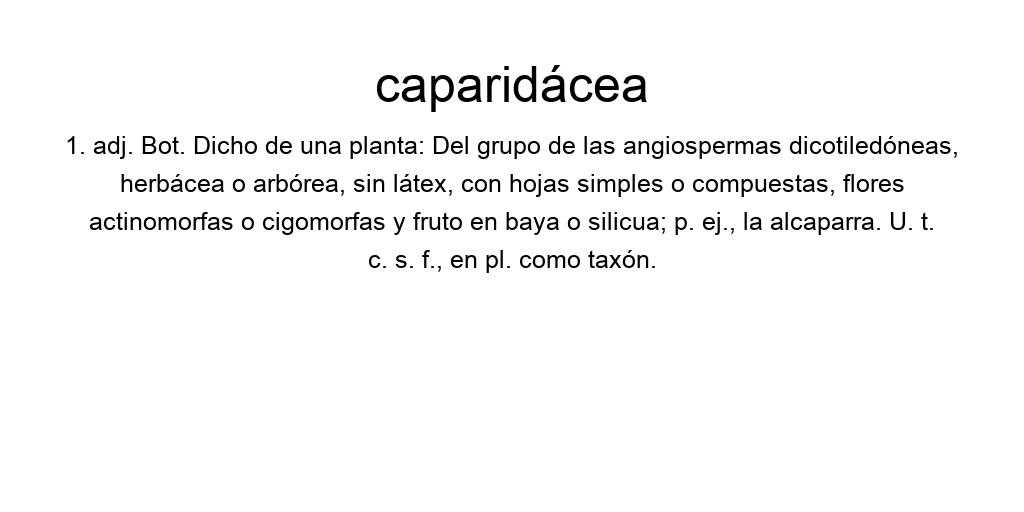 caparidácea
1. adj. Bot. Dicho de una planta: Del grupo de las angiospermas dicotiledóneas,
herbácea o arbórea, sin látex, con hojas simples o compuestas, flores
actinomorfas o cigomorfas y fruto en baya o silicua; p. ej., la alcaparra. U. t.
c. s. f., en pl. como taxón.